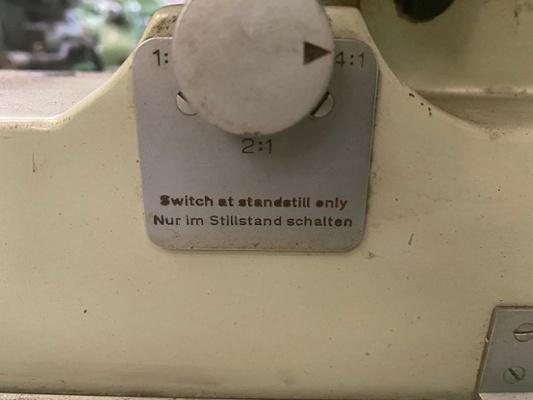 1:
4:1
2:1
Switch at standstill only
Nur im Stillstand schalten